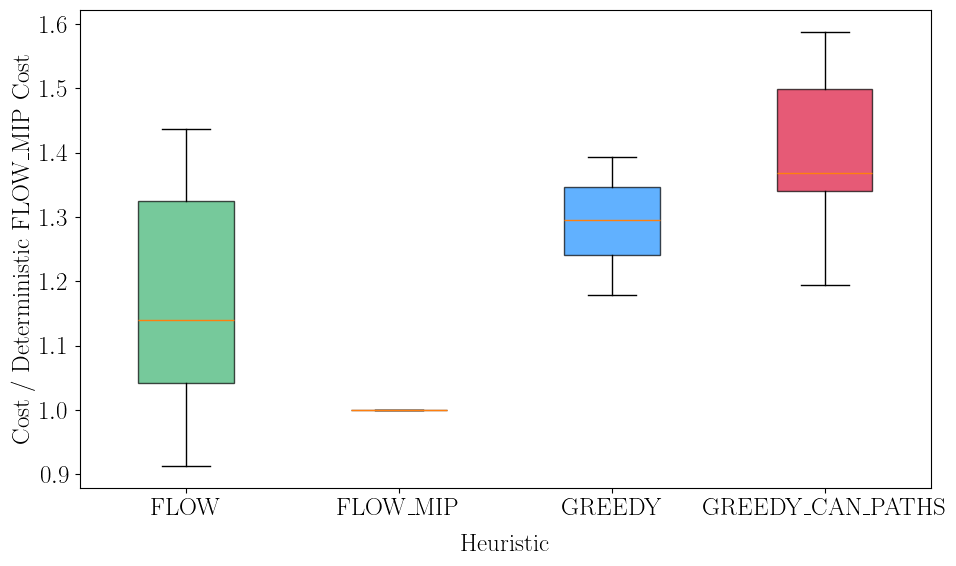 Cost / Deterministic FLOW_MIP Cost
1.6
1.5
1.4
1.3
1.2
1.1
1.0
0.9
FLOW
FLOW_MIP
GREEDY
GREEDY_CAN_PATHS
Heuristic